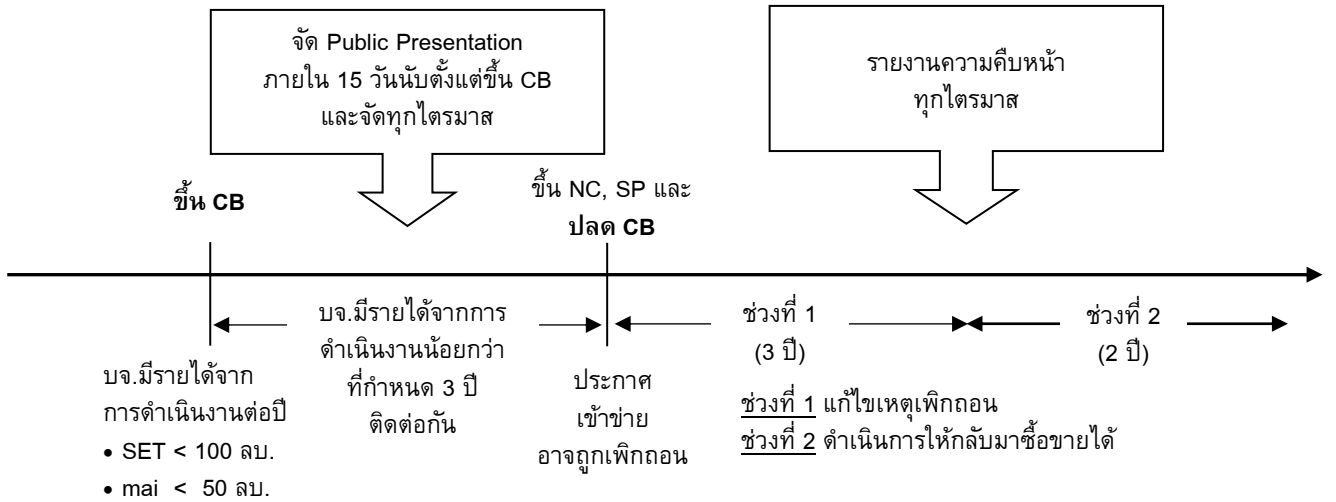 จัด Public Presentation
ภายใน 15 วันนับตั้งแต่ขึ้น CB
และจัดทุกไตรมาส
รายงานความคืบหน้า
ทุกไตรมาส
ขึ้น CB
ขึ้น NC, SP และ
ปลด CB
บจ.มีรายได้จาก
การดำเนินงานต่อปี
• SET < 100 ลบ.
• mai < 50 ลบ.
บจ.มีรายได้จากการ
ดำเนินงานน้อยกว่า
ที่กำหนด 3 ปี
ติดต่อกัน
ประกาศ
เข้าข่าย
อาจถูกเพิกถอน
ช่วงที่ 1
(3 ปี)
ช่วงที่ 2
(2 ปี)
ช่วงที่ 1 แก้ไขเหตุเพิกถอน
ช่วงที่ 2 ดำเนินการให้กลับมาซื้อขายได้